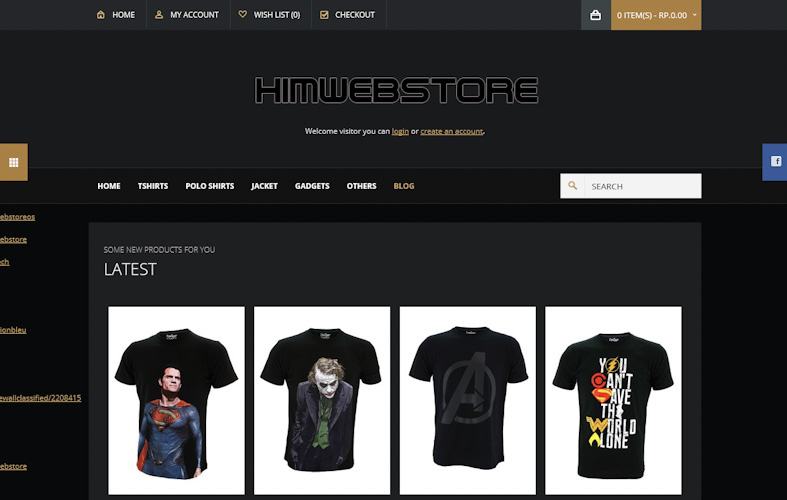 HOME MY ACCOUNT WISH LIST (0) CHECKOUT 0 ITEM(S) - RP.0.00
HIMWEBSTORE
Welcome visitor you can login or create an account.
HOME TSHIRTS POLO SHIRTS JACKET GADGETS OTHERS BLOG SEARCH
ebstoreos
ebstore
ech
ionbleu
ewallclassified/2208415
ebstore
SOME NEW PRODUCTS FOR YOU
LATEST
YOU
CAN'T
SAVE
THE
WORLD
ALONE